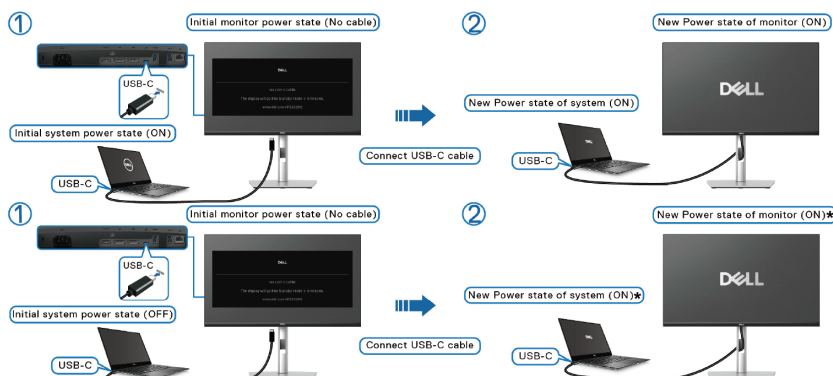 1
Initial monitor power state (No cable)
USB-C
DELL
Initial system power state (ON)
DELL
USB-C
Connect USB-C cable
2
New Power state of monitor (ON)
DELL
New Power state of system (ON)
USB-C
1
Initial monitor power state (No cable)
USB-C
DELL
Initial system power state (OFF)
USB-C
Connect USB-C cable
2
New Power state of monitor (ON)*
DELL
New Power state of system (ON)*
USB-C